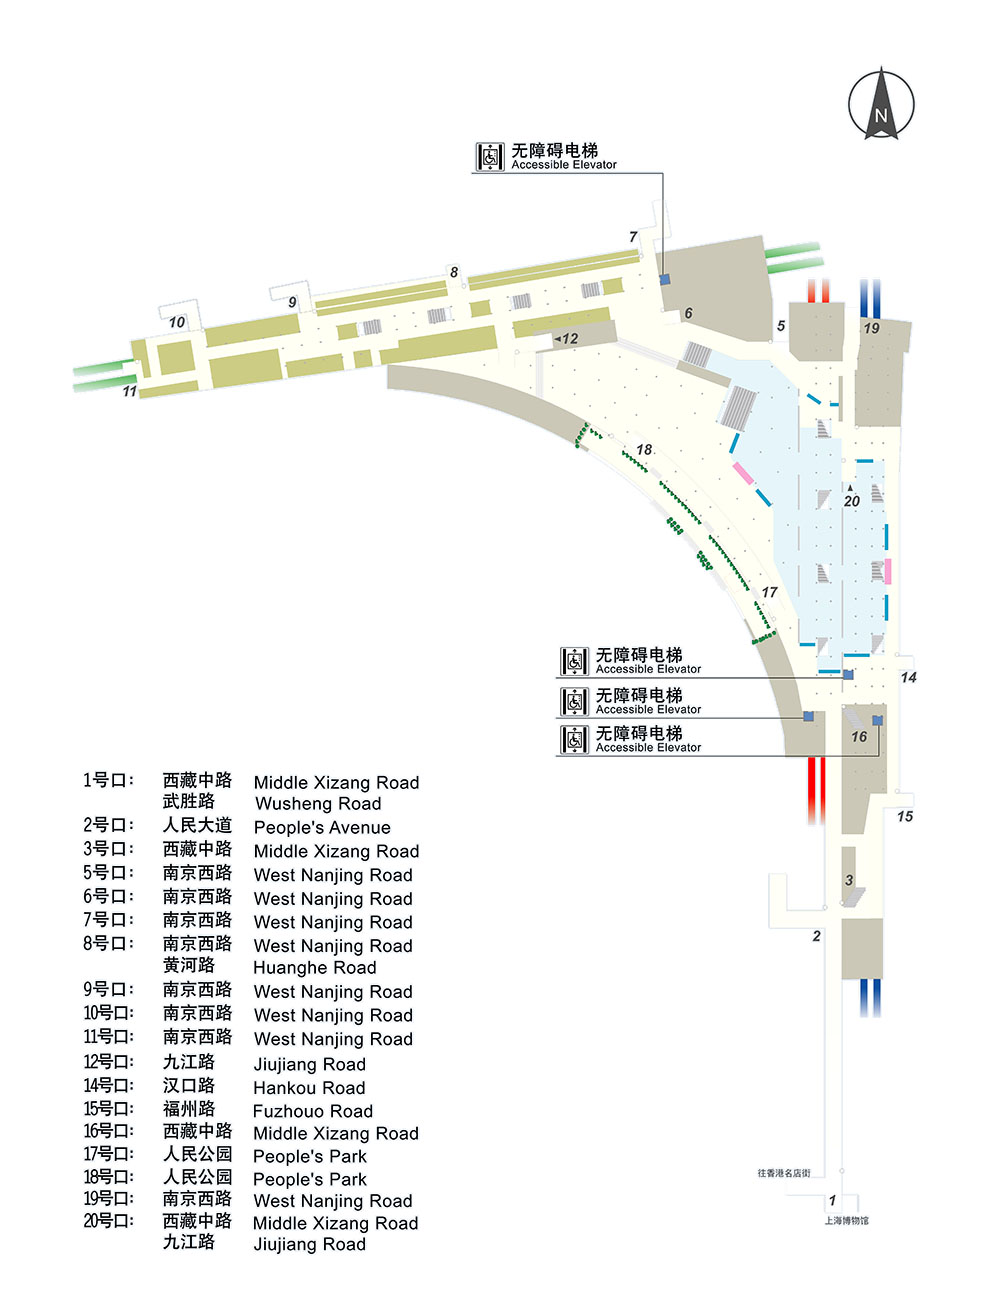 N
无障碍电梯
Accessible Elevator
7
8
9
10
11
12
6
5
19
18
20
17
无障碍电梯
Accessible Elevator
14
无障碍电梯
Accessible Elevator
无障碍电梯
Accessible Elevator
16
15
3
2
1号口： 西藏中路 Middle Xizang Road
武胜路 Wusheng Road
2号口： 人民大道 People's Avenue
3号口： 西藏中路 Middle Xizang Road
5号口： 南京西路 West Nanjing Road
6号口： 南京西路 West Nanjing Road
7号口： 南京西路 West Nanjing Road
8号口： 南京西路 West Nanjing Road
黄河路 Huanghe Road
9号口： 南京西路 West Nanjing Road
10号口： 南京西路 West Nanjing Road
11号口： 南京西路 West Nanjing Road
12号口： 九江路 Jiujiang Road
14号口： 汉口路 Hankou Road
15号口： 福州路 Fuzhouo Road
16号口： 西藏中路 Middle Xizang Road
17号口： 人民公园 People's Park
18号口： 人民公园 People's Park
19号口： 南京西路 West Nanjing Road
20号口： 西藏中路 Middle Xizang Road
九江路 Jiujiang Road
往香港名店街
1
上海博物馆